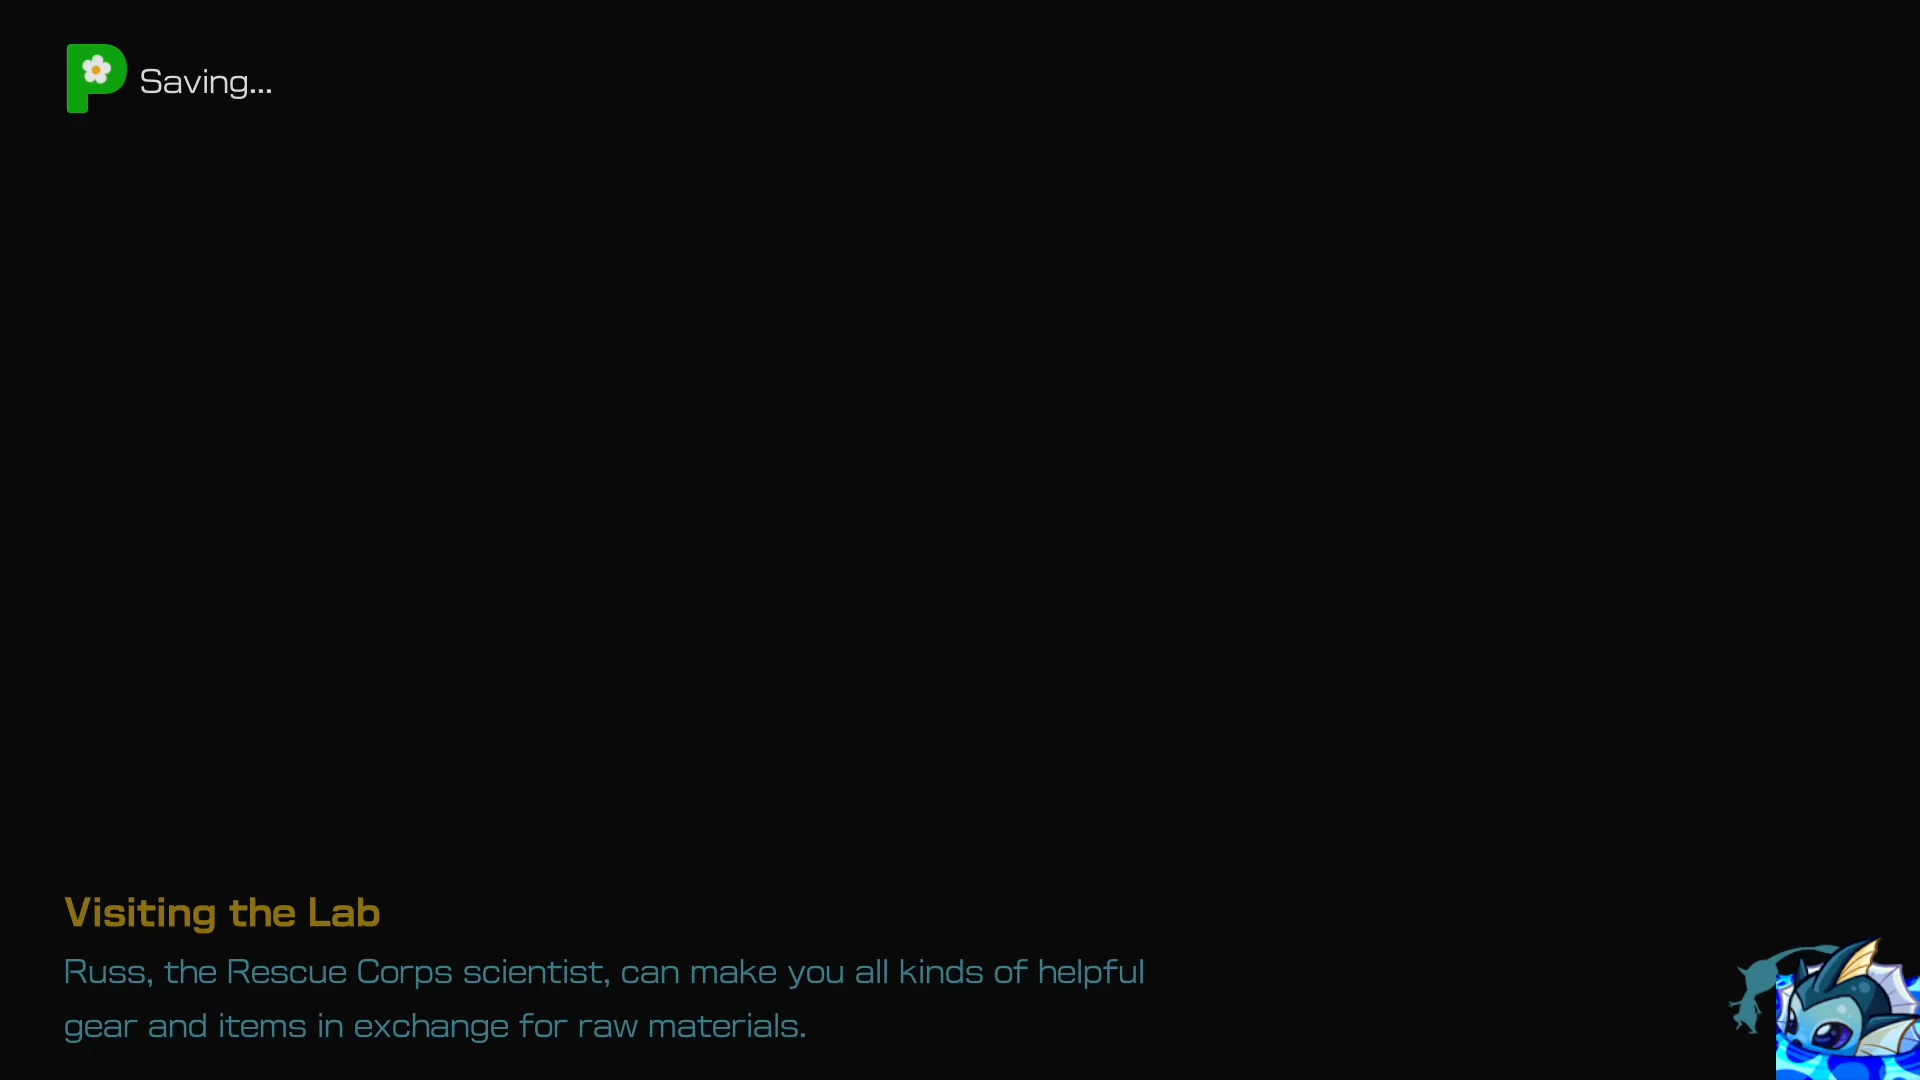 P Saving...
Visiting the Lab
Russ, the Rescue Corps scientist, can make you all kinds of helpful
gear and items in exchange for raw materials.